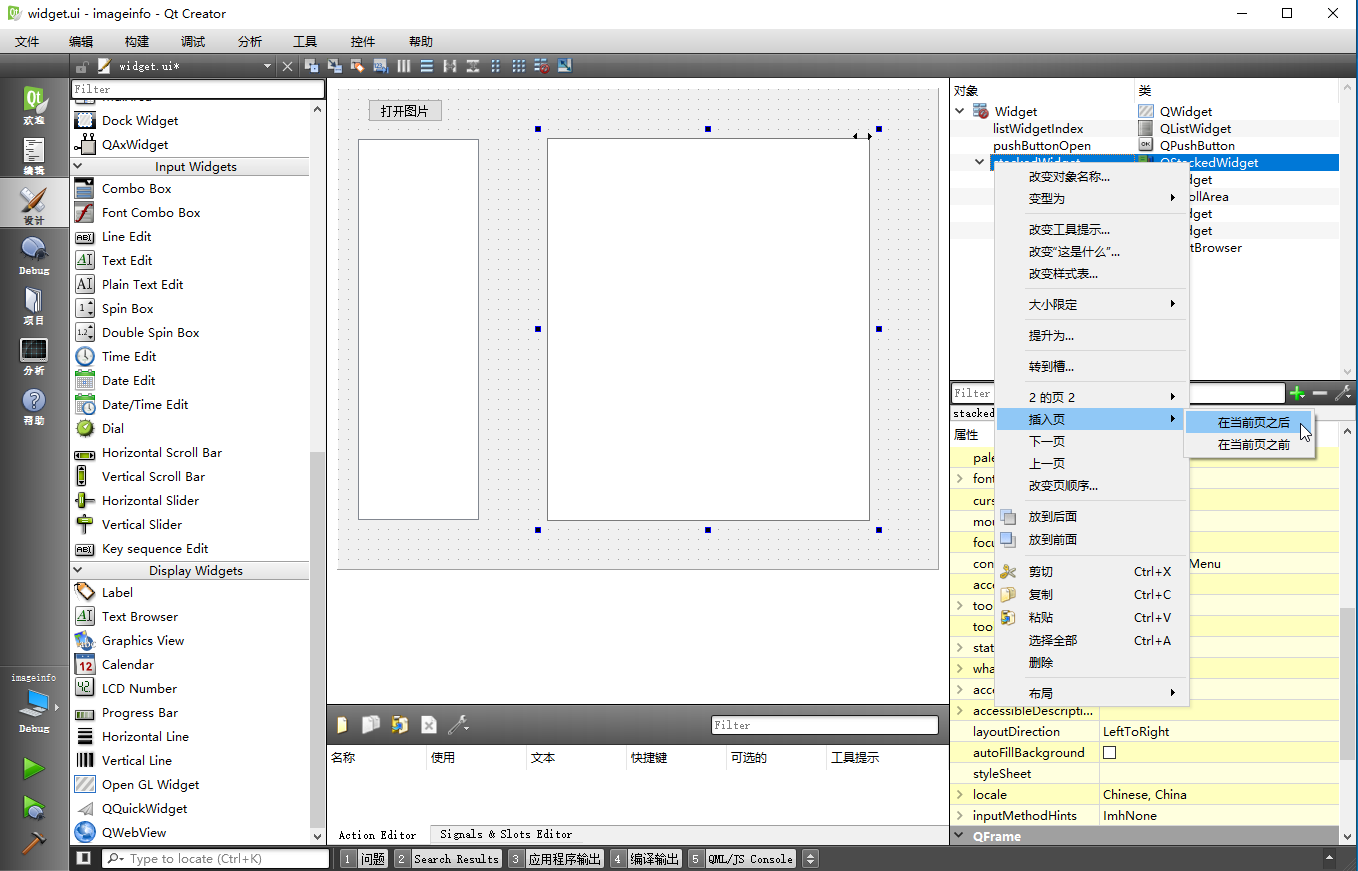 widget.ui - imageinfo - Qt Creator
文件 编辑 构建 调试 分析 工具 控件 帮助
widget.ui*
欢迎
编辑
设计
Debug
项目
分析
帮助
imageinfo
Debug
Filter
Dock Widget
QAxWidget
Input Widgets
Combo Box
Font Combo Box
Line Edit
Text Edit
Plain Text Edit
Spin Box
Double Spin Box
Time Edit
Date Edit
Date/Time Edit
Dial
Horizontal Scroll Bar
Vertical Scroll Bar
Horizontal Slider
Vertical Slider
Key sequence Edit
Display Widgets
Label
Text Browser
Graphics View
Calendar
LCD Number
Progress Bar
Horizontal Line
Vertical Line
Open GL Widget
QQuickWidget
QWebView
打开图片
对象 类
Widget QWidget
listWidgetIndex QListWidget
pushButtonOpen QPushButton
stackedWidget QStackedWidget
dget
ollArea
dget
dget
tBrowser
改变对象名称...
变型为
改变工具提示...
改变“这是什么”...
改变样式表...
大小限定
提升为...
转到槽...
2 的页 2
插入页
下一页
上一页
改变页顺序...
放到后面
放到前面
剪切 Ctrl+X
复制 Ctrl+C
粘贴 Ctrl+V
选择全部 Ctrl+A
删除
布局
在当前页之后
在当前页之前
Filter
stacked
属性
pale
font
curs
mou
focu
con Menu
acce
tool
tool
stat
wha
acce
accessibleDescripti...
layoutDirection LeftToRight
autoFillBackground
styleSheet
locale Chinese, China
inputMethodHints ImhNone
QFrame
Filter
名称 使用 文本 快捷键 可选的 工具提示
Action Editor Signals & Slots Editor
Type to locate (Ctrl+K)
1 问题 2 Search Results 3 应用程序输出 4 编译输出 5 QML/JS Console